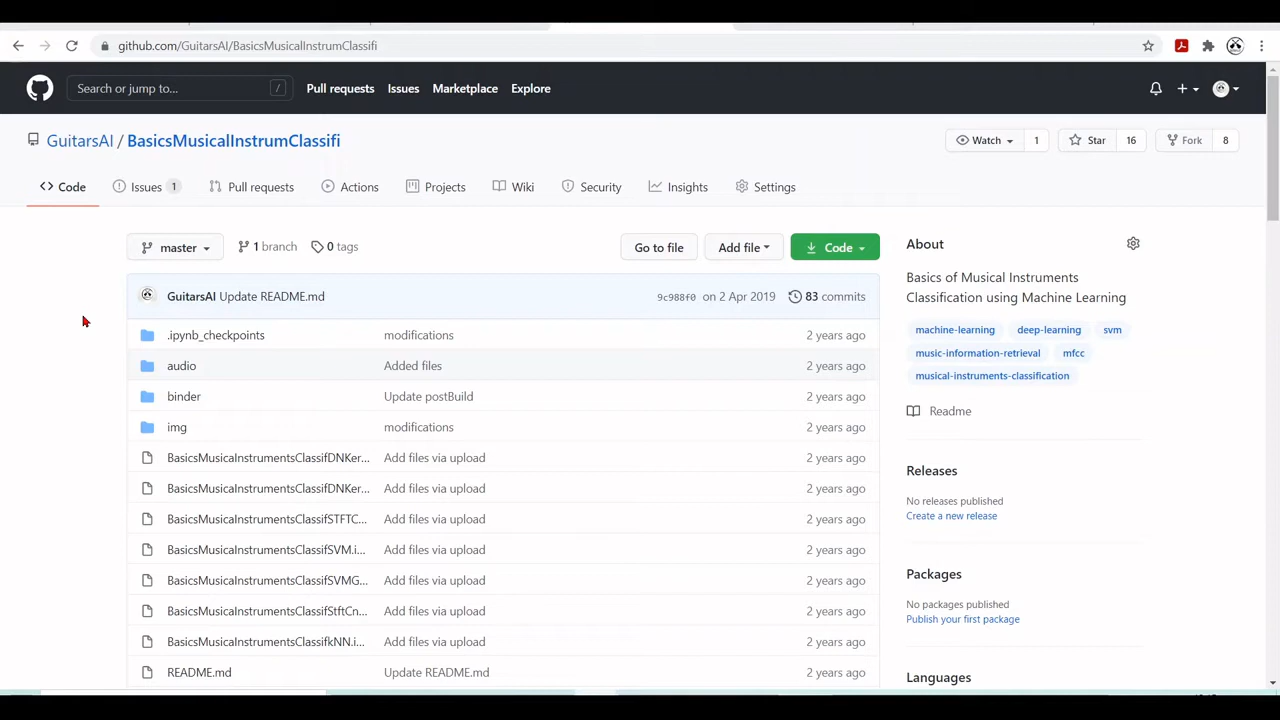 github.com/GuitarsAI/BasicsMusicalInstrumClassifi
Search or jump to... / Pull requests Issues Marketplace Explore
GuitarsAI / BasicsMusicalInstrumClassifi Watch 1 Star 16 Fork 8
Code Issues 1 Pull requests Actions Projects Wiki Security Insights Settings
master 1 branch 0 tags Go to file Add file Code
GuitarsAI Update README.md 9c988f0 on 2 Apr 2019 83 commits
.ipynb_checkpoints modifications 2 years ago
audio Added files 2 years ago
binder Update postBuild 2 years ago
img modifications 2 years ago
BasicsMusicalInstrumentsClassifDNKer... Add files via upload 2 years ago
BasicsMusicalInstrumentsClassifDNKer... Add files via upload 2 years ago
BasicsMusicalInstrumentsClassifSTFTC... Add files via upload 2 years ago
BasicsMusicalInstrumentsClassifSVM.i... Add files via upload 2 years ago
BasicsMusicalInstrumentsClassifSVMG... Add files via upload 2 years ago
BasicsMusicalInstrumentsClassifStftCn... Add files via upload 2 years ago
BasicsMusicalInstrumentsClassifkNN.i... Add files via upload 2 years ago
README.md Update README.md 2 years ago
About
Basics of Musical Instruments
Classification using Machine Learning
machine-learning deep-learning svm
music-information-retrieval mfcc
musical-instruments-classification
Readme
Releases
No releases published
Create a new release
Packages
No packages published
Publish your first package
Languages